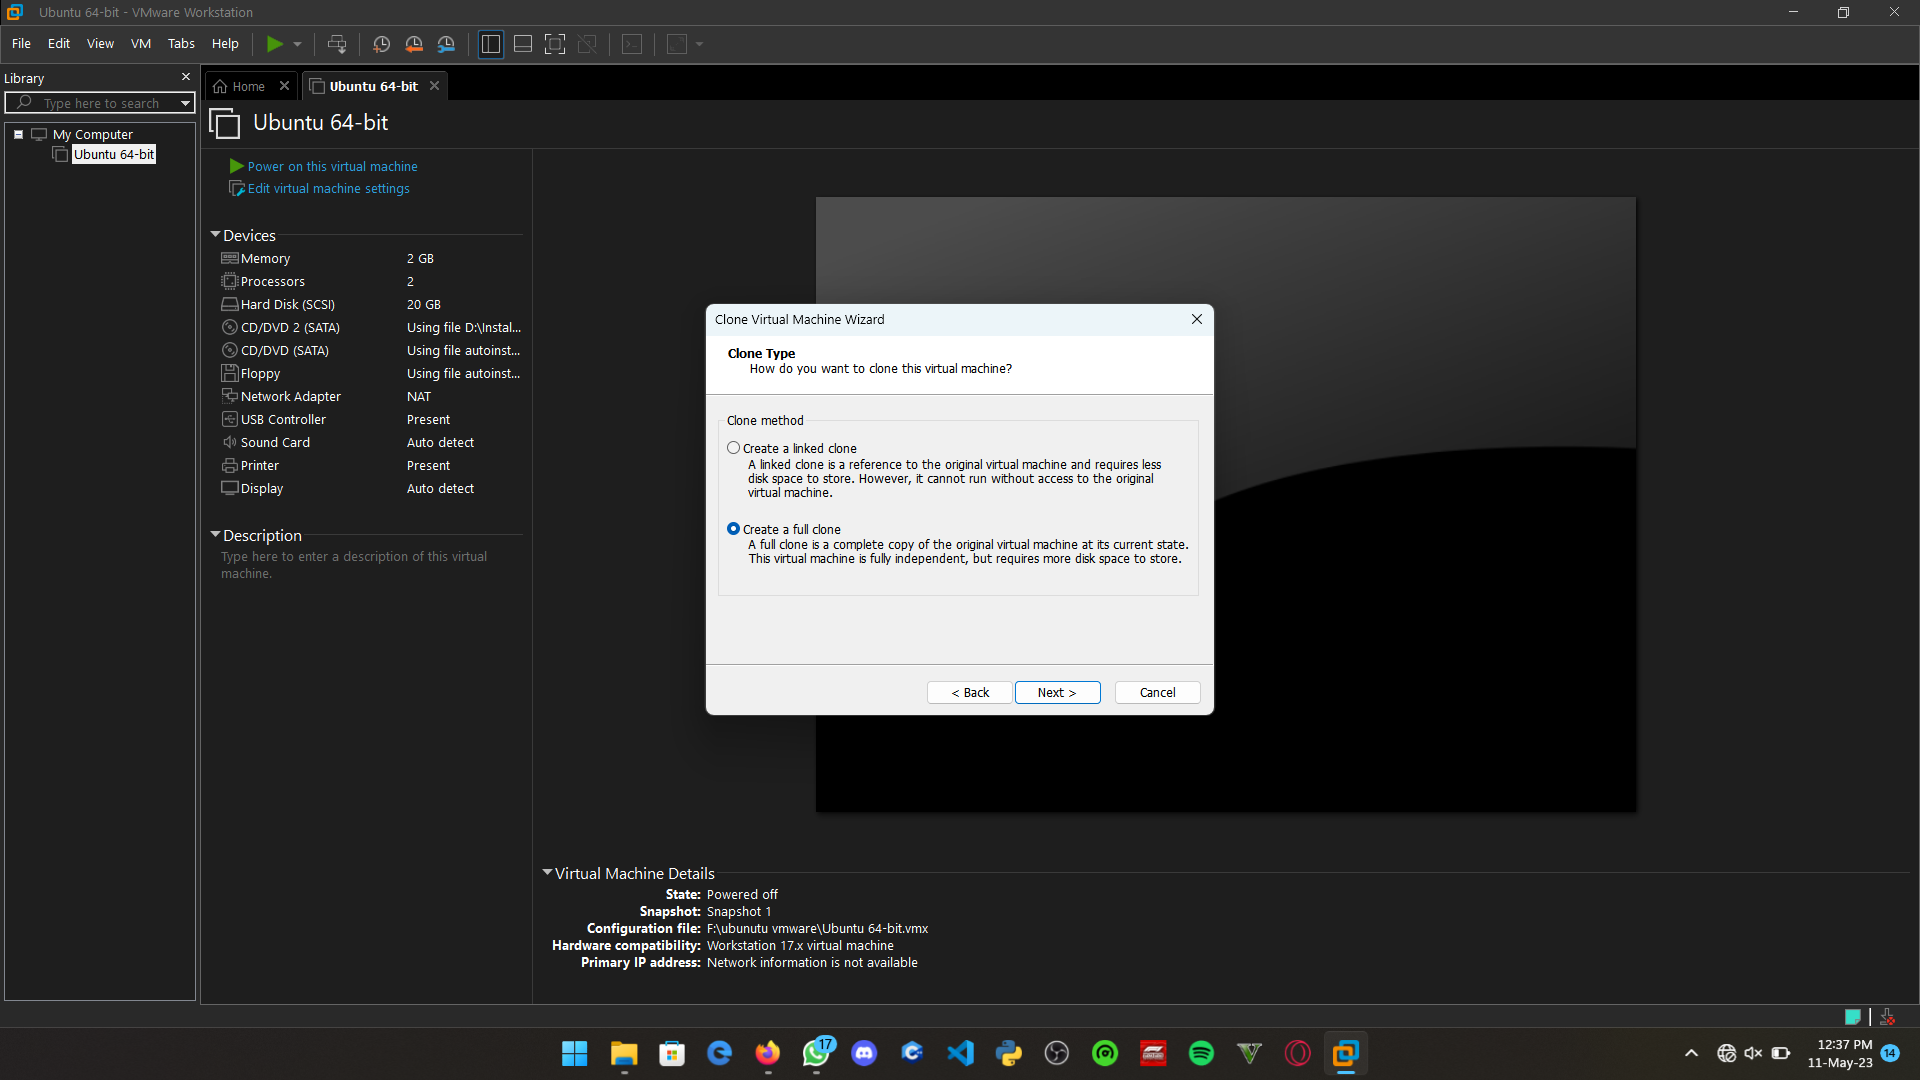 Ubuntu 64-bit - VMware Workstation
File Edit View VM Tabs Help
Library
Type here to search
My Computer
Ubuntu 64-bit
Home
Ubuntu 64-bit
Ubuntu 64-bit
Power on this virtual machine
Edit virtual machine settings
Devices
Memory 2 GB
Processors 2
Hard Disk (SCSI) 20 GB
CD/DVD 2 (SATA) Using file D:\Instal...
CD/DVD (SATA) Using file autoinst...
Floppy Using file autoinst...
Network Adapter NAT
USB Controller Present
Sound Card Auto detect
Printer Present
Display Auto detect
Description
Type here to enter a description of this virtual
machine.
Clone Virtual Machine Wizard
Clone Type
How do you want to clone this virtual machine?
Clone method
Create a linked clone
A linked clone is a reference to the original virtual machine and requires less
disk space to store. However, it cannot run without access to the original
virtual machine.
Create a full clone
A full clone is a complete copy of the original virtual machine at its current state.
This virtual machine is fully independent, but requires more disk space to store.
< Back Next > Cancel
Virtual Machine Details
State: Powered off
Snapshot: Snapshot 1
Configuration file: F:\ubunutu vmware\Ubuntu 64-bit.vmx
Hardware compatibility: Workstation 17.x virtual machine
Primary IP address: Network information is not available
17
12:37 PM
11-May-23
14